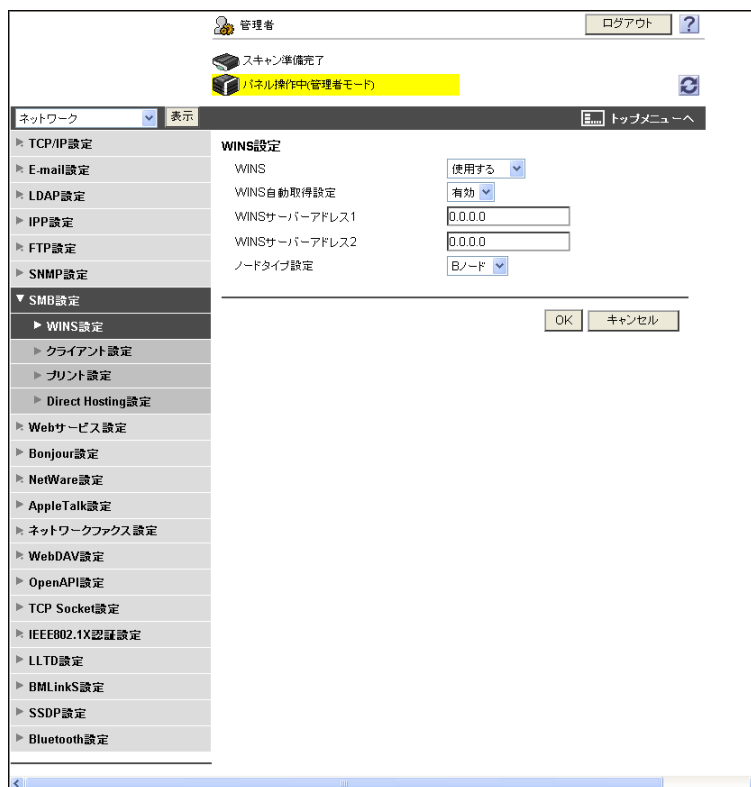 管理者
ログアウト
?
スキャン準備完了
パネル操作中(管理者モード)
ネットワーク
表示
トップメニューへ
TCP/IP設定
E-mail設定
LDAP設定
IPP設定
FTP設定
SNMP設定
SMB設定
WINS設定
クライアント設定
プリント設定
Direct Hosting設定
Webサービス設定
Bonjour設定
NetWare設定
AppleTalk設定
ネットワークファクス設定
WebDAV設定
OpenAPI設定
TCP Socket設定
IEEE802.1X認証設定
LLTD設定
BMLinkS設定
SSDP設定
Bluetooth設定
WINS設定
WINS 使用する
WINS自動取得設定 有効
WINSサーバーアドレス1 0.0.0.0
WINSサーバーアドレス2 0.0.0.0
ノードタイプ設定 Bノード
OK キャンセル